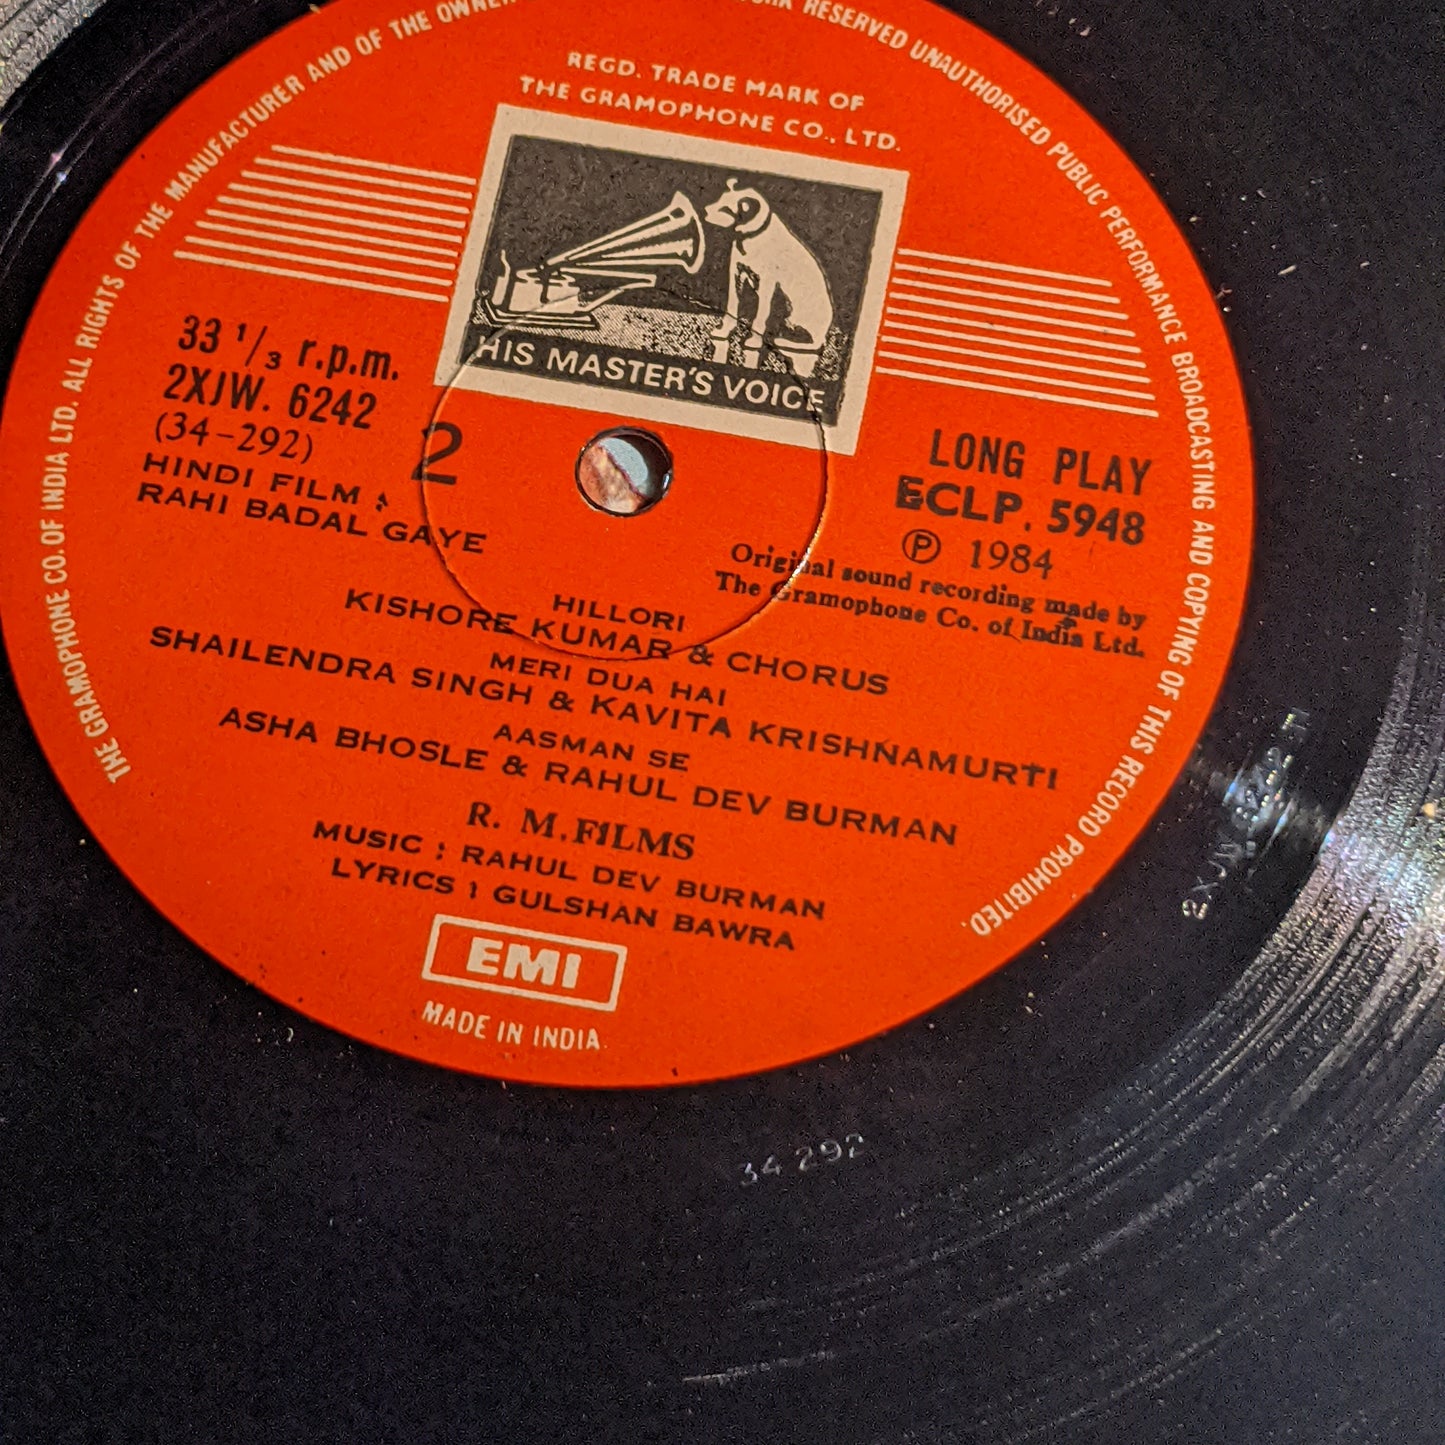 THE GRAMOPHONE CO. OF INDIA LTD. ALL RIGHTS OF THE MANUFACTURER AND OF THE OWNER
RESERVED UNAUTHORISED PUBLIC PERFORMANCE BROADCASTING AND COPYING OF THIS RECORD PROHIBITED.
REGD. TRADE MARK OF
THE GRAMOPHONE CO., LTD.
HIS MASTER'S VOICE
33 1/3 r.p.m.
2XJW. 6242
(34-292)
2
HINDI FILM :
RAHI BADAL GAYE
LONG PLAY
ECLP. 5948
Ⓟ 1984
Original sound recording made by
The Gramophone Co. of India Ltd.
HILLORI
KISHORE KUMAR & CHORUS
MERI DUA HAI
SHAILENDRA SINGH & KAVITA KRISHNAMURTI
AASMAN SE
ASHA BHOSLE & RAHUL DEV BURMAN
R. M. FILMS
MUSIC : RAHUL DEV BURMAN
LYRICS : GULSHAN BAWRA
EMI
MADE IN INDIA
34 292
2XJW